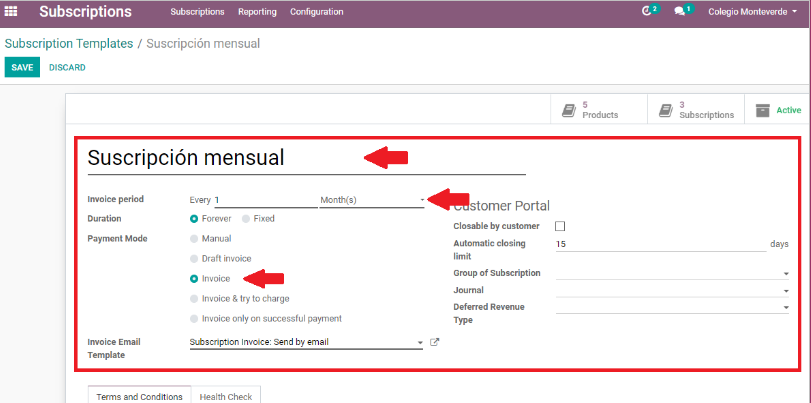 Subscriptions Subscriptions Reporting Configuration 2 1 Colegio Monteverde
Subscription Templates / Suscripción mensual
SAVE DISCARD
5 Products 3 Subscriptions Active
Suscripción mensual
Invoice period Every 1 Month(s)
Customer Portal
Duration Forever Fixed
Closable by customer
Payment Mode Manual
Automatic closing limit 15 days
Draft invoice
Group of Subscription
Invoice
Journal
Invoice & try to charge
Deferred Revenue Type
Invoice only on successful payment
Invoice Email Template Subscription Invoice: Send by email
Terms and Conditions Health Check